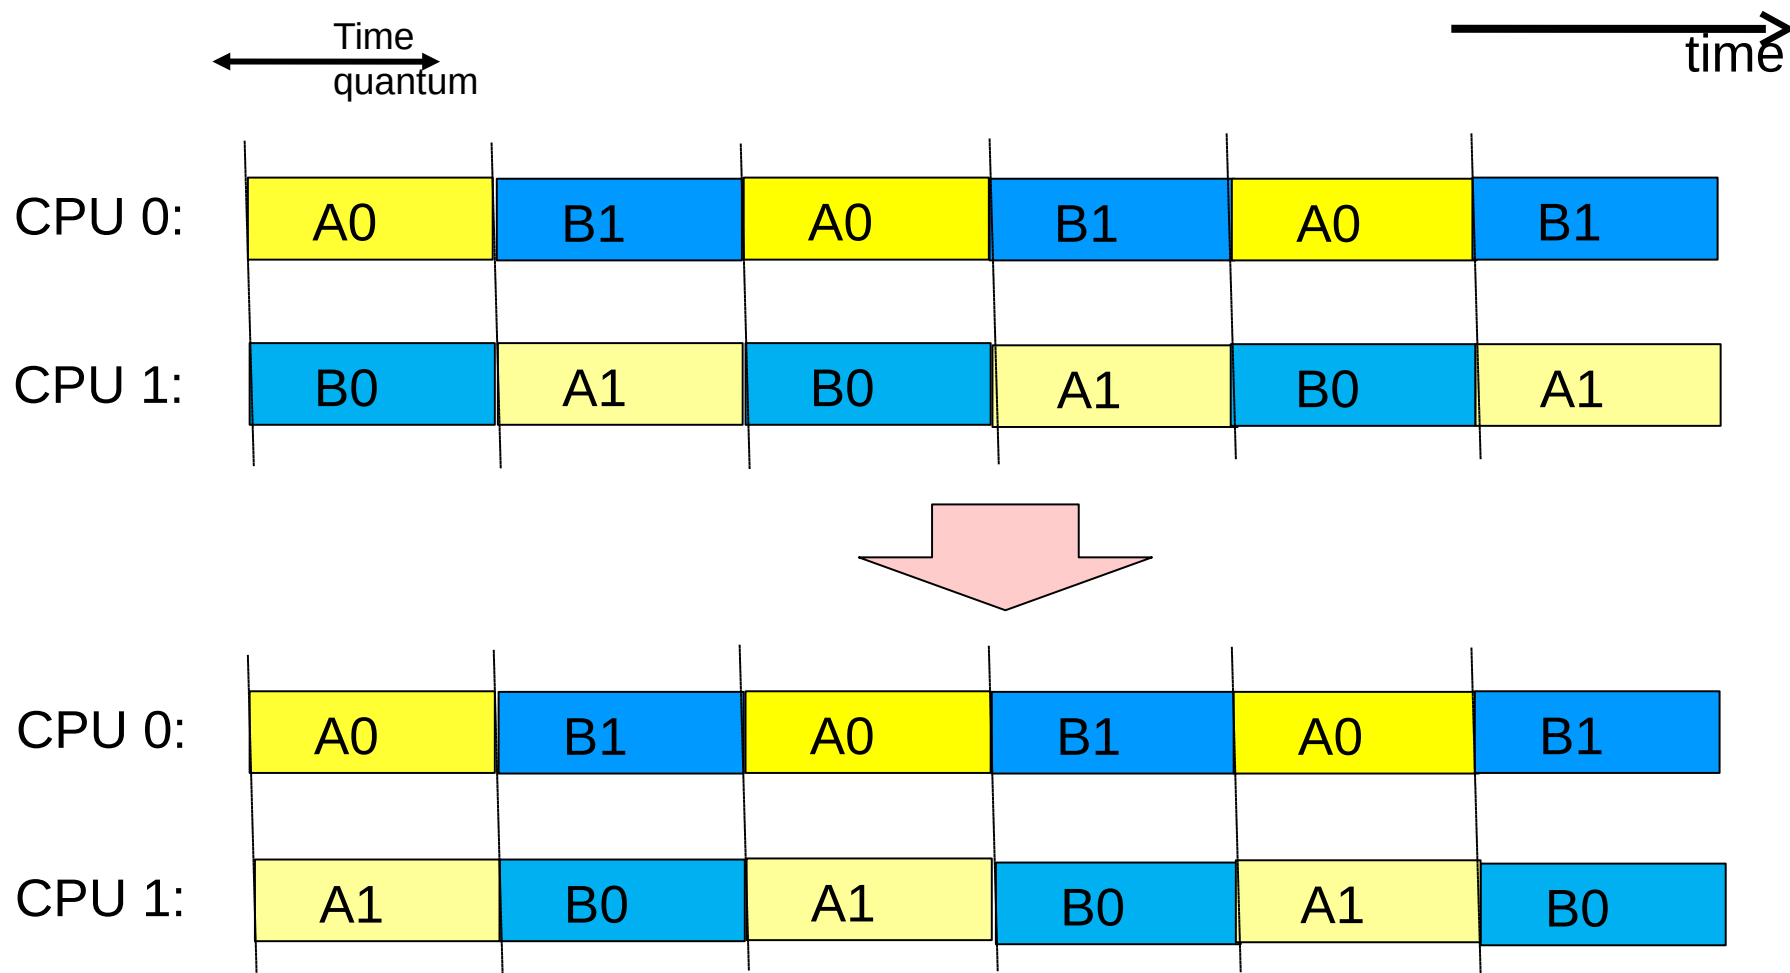 Time
quantum
time
CPU 0: A0 B1 A0 B1 A0 B1
CPU 1: B0 A1 B0 A1 B0 A1
CPU 0: A0 B1 A0 B1 A0 B1
CPU 1: A1 B0 A1 B0 A1 B0